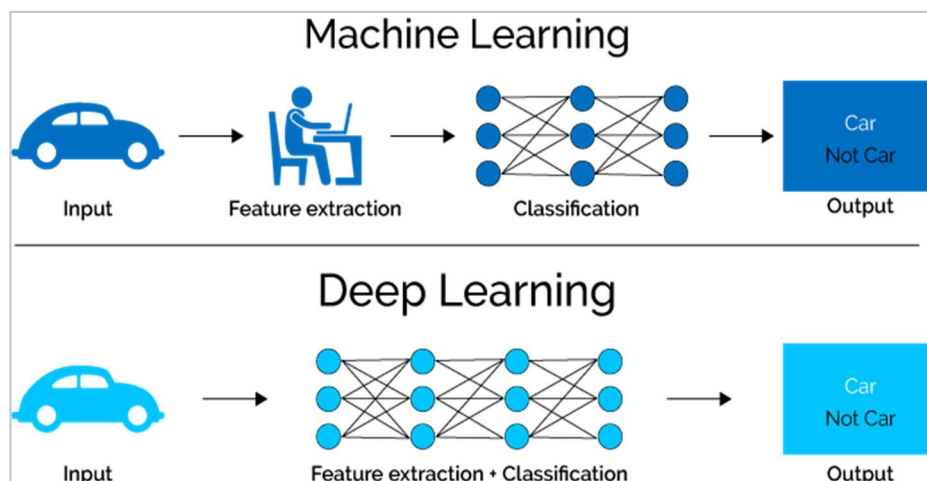 Machine Learning
Car
Not Car
Input
Feature extraction
Classification
Output
Deep Learning
Car
Not Car
Input
Feature extraction + Classification
Output